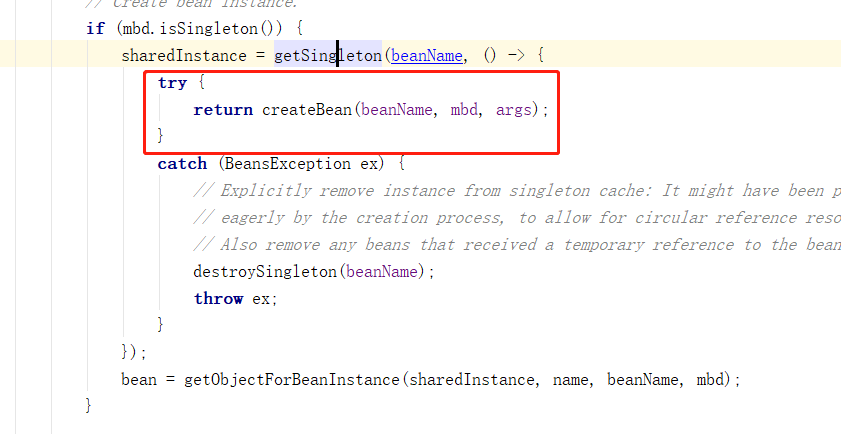 // Create bean instance.
if (mbd.isSingleton()) {
sharedInstance = getSingleton(beanName, () -> {
try {
return createBean(beanName, mbd, args);
}
catch (BeansException ex) {
// Explicitly remove instance from singleton cache: It might have been p
// eagerly by the creation process, to allow for circular reference reso
// Also remove any beans that received a temporary reference to the bean
destroySingleton(beanName);
throw ex;
}
});
bean = getObjectForBeanInstance(sharedInstance, name, beanName, mbd);
}